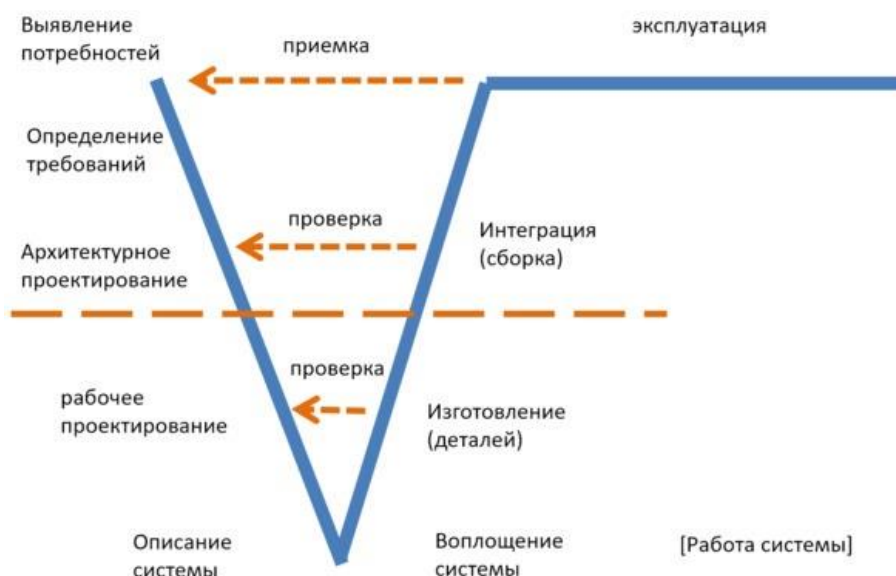 Выявление
потребностей
приемка
эксплуатация
Определение
требований
проверка
Интеграция
(сборка)
Архитектурное
проектирование
проверка
рабочее
проектирование
Изготовление
(деталей)
Описание
системы
Воплощение
системы
[Работа системы]